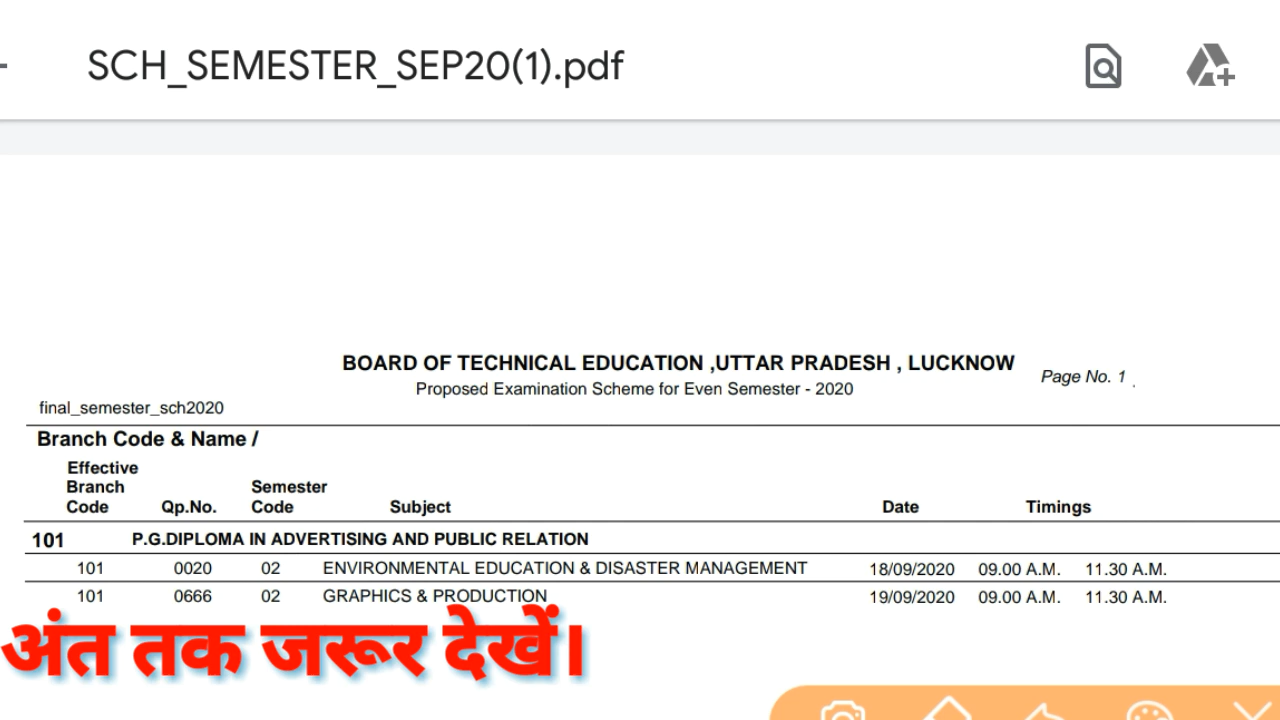 SCH_SEMESTER_SEP20(1).pdf
BOARD OF TECHNICAL EDUCATION ,UTTAR PRADESH , LUCKNOW
Page No. 1
Proposed Examination Scheme for Even Semester - 2020
final_semester_sch2020
Branch Code & Name /
Effective Branch Code Qp.No. Semester Code Subject Date Timings
101 P.G.DIPLOMA IN ADVERTISING AND PUBLIC RELATION
101 0020 02 ENVIRONMENTAL EDUCATION & DISASTER MANAGEMENT 18/09/2020 09.00 A.M. 11.30 A.M.
101 0666 02 GRAPHICS & PRODUCTION 19/09/2020 09.00 A.M. 11.30 A.M.
अंत तक जरूर देखें।